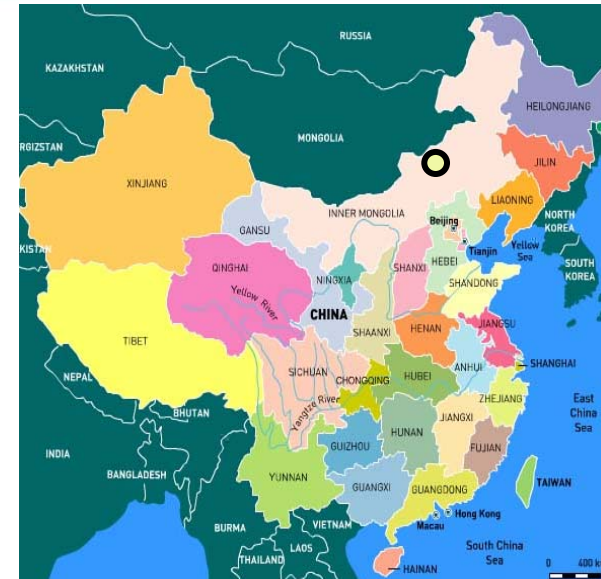 RUSSIA
KAZAKHSTAN
HEILONGJIANG
MONGOLIA
RGIZSTAN
JILIN
XINJIANG
LIAONING
INNER MONGOLIA
NORTH
KOREA
GANSU
Beijing
Tianjin
Yellow
Sea
KISTAN
QINGHAI
NINGXIA
SHANXI
HEBEI
SOUTH
KOREA
SHANDONG
Yellow River
CHINA
TIBET
SHAANXI
HENAN
JIANGSU
SHANGHAI
NEPAL
SICHUAN
CHONGQING
HUBEI
ANHUI
Yangtze River
ZHEJIANG
East
China
Sea
BHUTAN
INDIA
HUNAN
JIANGXI
GUIZHOU
FUJIAN
BANGLADESH
YUNNAN
GUANGXI
GUANGDONG
TAIWAN
BURMA
VIETNAM
Macau
Hong Kong
LAOS
THAILAND
South China
Sea
HAINAN
0 400 k